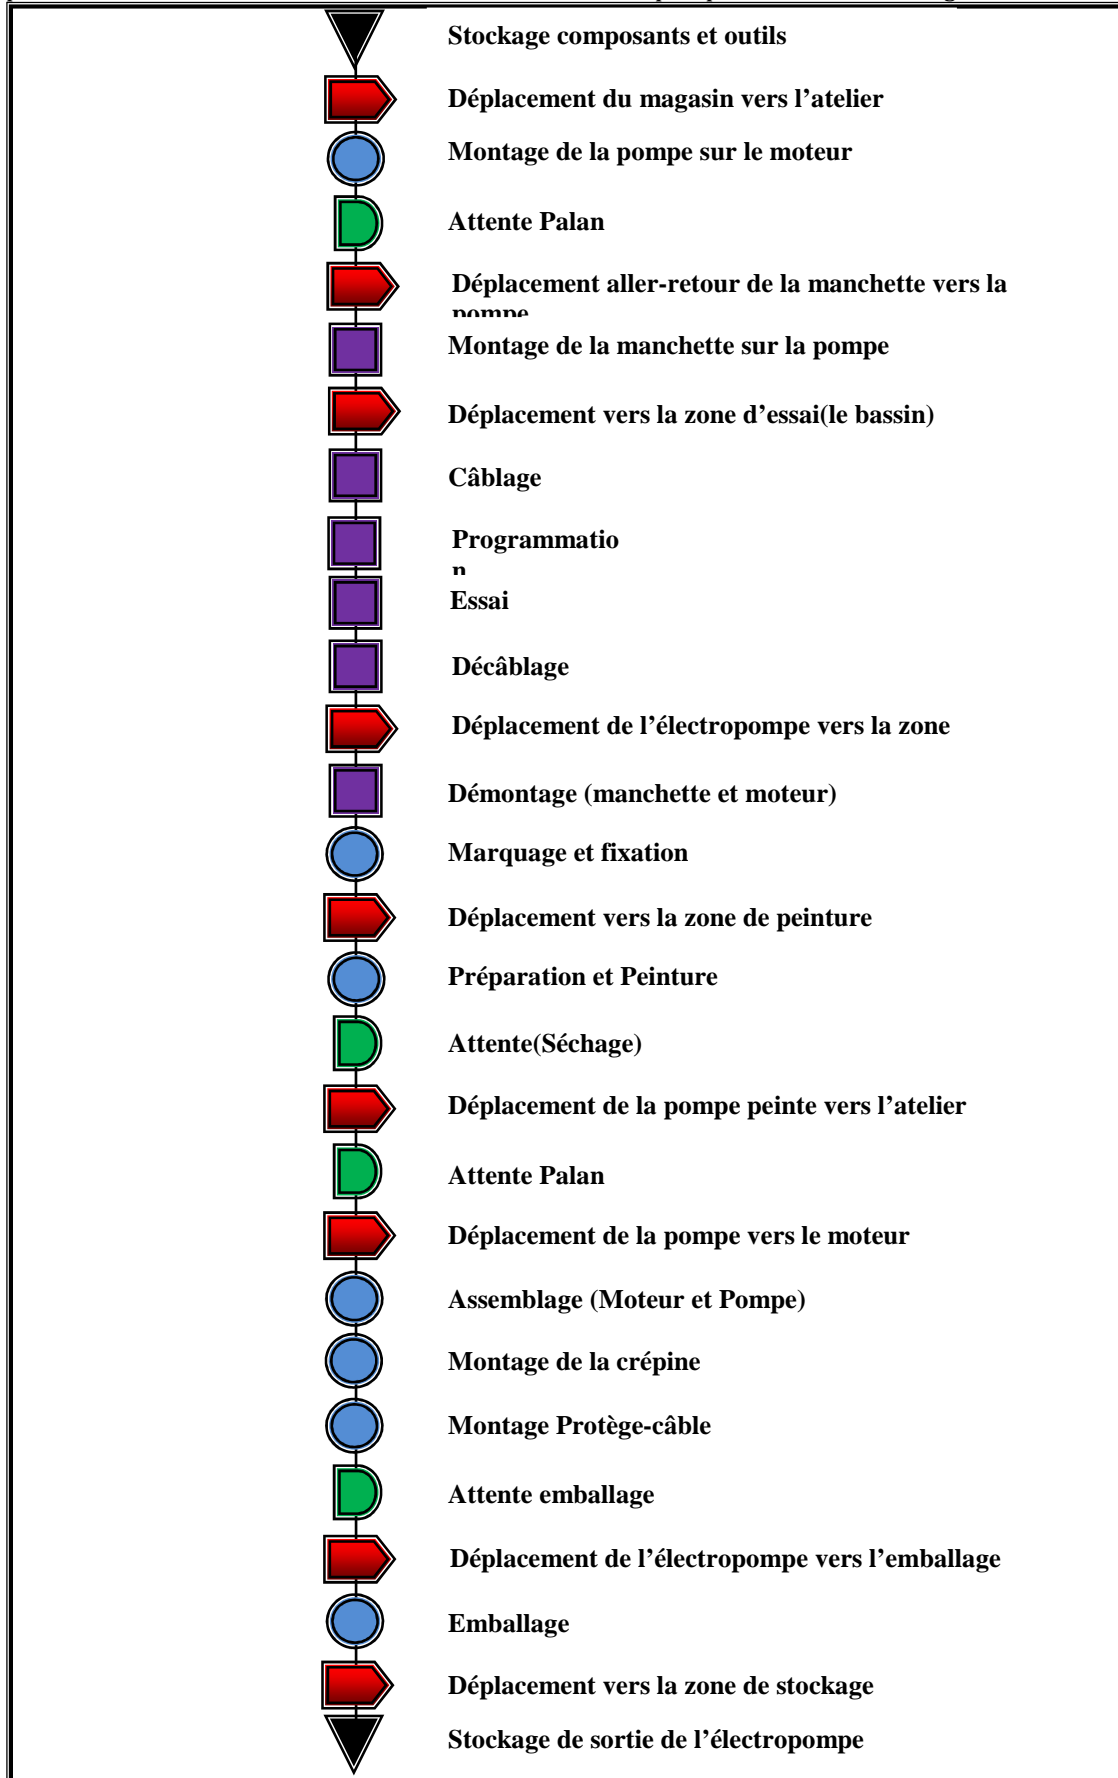 Stockage composants et outils
Déplacement du magasin vers l'atelier
Montage de la pompe sur le moteur
Attente Palan
Déplacement aller-retour de la manchette vers la
pompe
Montage de la manchette sur la pompe
Déplacement vers la zone d'essai(le bassin)
Câblage
Programmatio
n
Essai
Décâblage
Déplacement de l'électropompe vers la zone
Démontage (manchette et moteur)
Marquage et fixation
Déplacement vers la zone de peinture
Préparation et Peinture
Attente(Séchage)
Déplacement de la pompe peinte vers l'atelier
Attente Palan
Déplacement de la pompe vers le moteur
Assemblage (Moteur et Pompe)
Montage de la crépine
Montage Protège-câble
Attente emballage
Déplacement de l'électropompe vers l'emballage
Emballage
Déplacement vers la zone de stockage
Stockage de sortie de l'électropompe